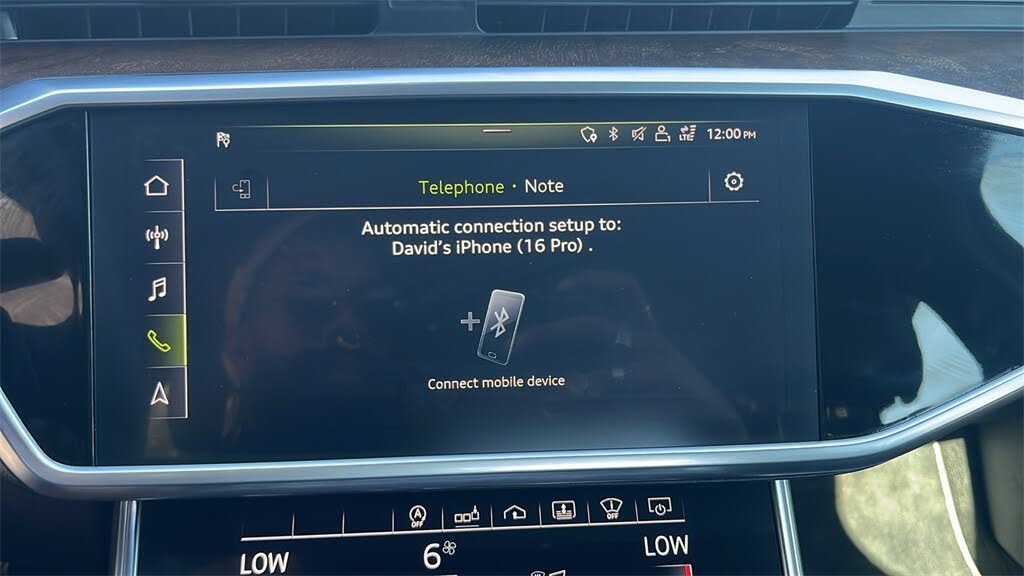 LTE 12:00 PM
Telephone · Note
Automatic connection setup to:
David's iPhone (16 Pro) .
Connect mobile device
A OFF
OFF
LOW 6 LOW